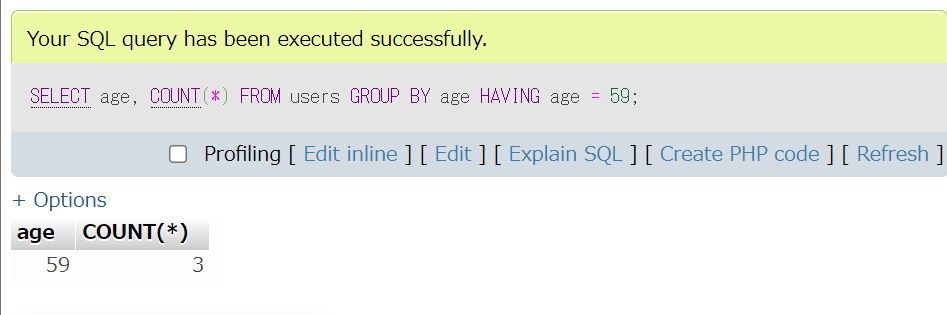 Your SQL query has been executed successfully.
SELECT age, COUNT(*) FROM users GROUP BY age HAVING age = 59;
Profiling [ Edit inline ] [ Edit ] [ Explain SQL ] [ Create PHP code ] [ Refresh ]
+ Options
age COUNT(*)
59 3